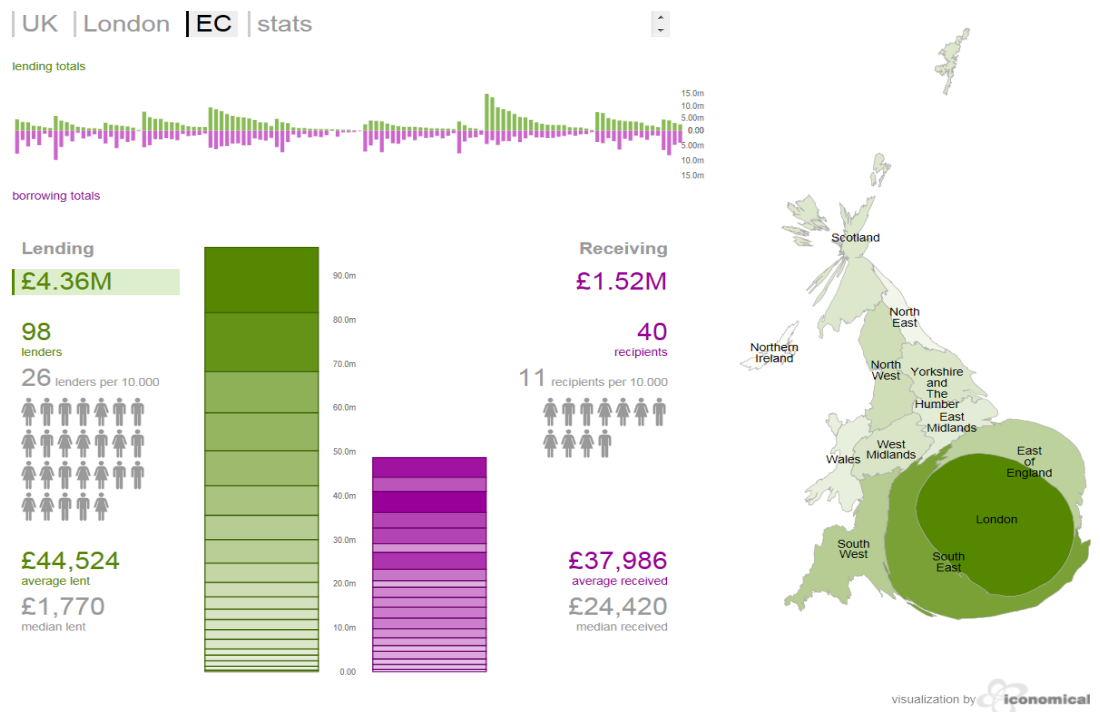 UK London EC stats
lending totals
15.0m
10.0m
5.00m
0.00
5.00m
10.0m
15.0m
borrowing totals
Lending
£4.36M
98
lenders
26 lenders per 10.000
£44,524
average lent
£1,770
median lent
90.0m
80.0m
70.0m
60.0m
50.0m
40.0m
30.0m
20.0m
10.0m
0.00
Receiving
£1.52M
40
recipients
11 recipients per 10.000
£37,986
average received
£24,420
median received
Scotland
North
East
Northern
Ireland
North
West
Yorkshire
and
The
Humber
East
Midlands
West
Midlands
Wales
East
of
England
London
South
West
South
East
visualization by iconomical